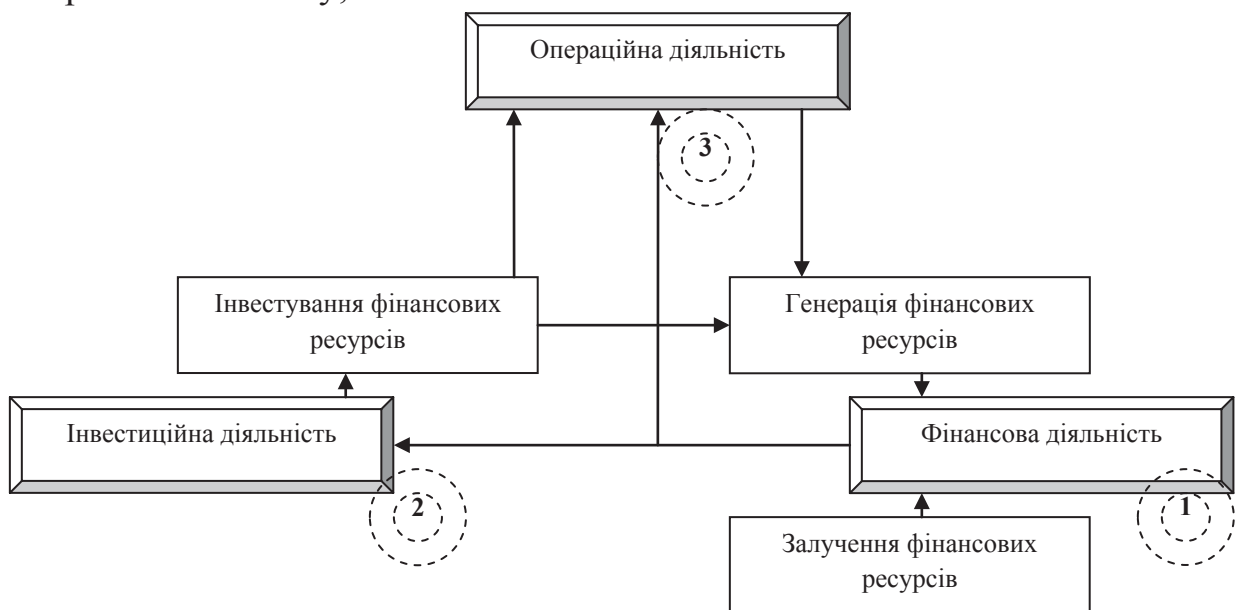 Операційна діяльність
3
Інвестування фінансових
ресурсів
Генерація фінансових
ресурсів
Інвестиційна діяльність
Фінансова діяльність
2
1
Залучення фінансових
ресурсів